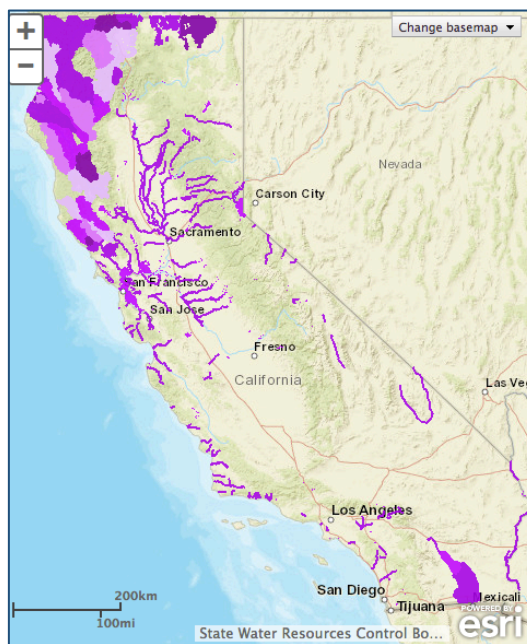 +
Change basemap
−
Nevada
Carson City
Sacramento
San Francisco
San Jose
Fresno
California
Las Veg
Los Angeles
200km
100mi
San Diego
Mexicali
Tijuana
POWERED BY
esri
State Water Resources Control Bo...